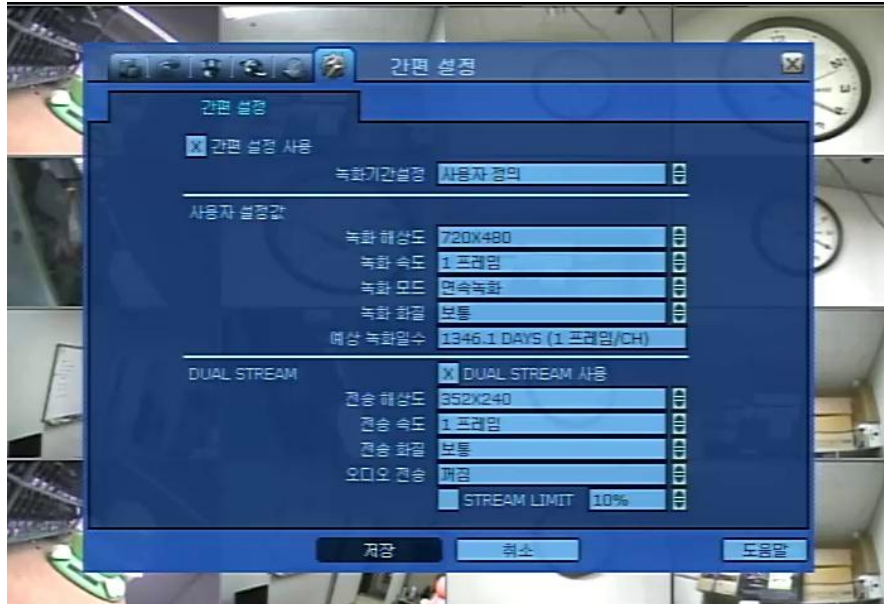 간편 설정
간편 설정
X 간편 설정 사용
녹화기간설정 사용자 정의
사용자 설정값
녹화 해상도 720X480
녹화 속도 1 프레임
녹화 모드 연속녹화
녹화 화질 보통
예상 녹화일수 1346.1 DAYS (1 프레임/CH)
DUAL STREAM X DUAL STREAM 사용
전송 해상도 352X240
전송 속도 1 프레임
전송 화질 보통
오디오 전송 꺼짐
STREAM LIMIT 10%
저장 취소 도움말